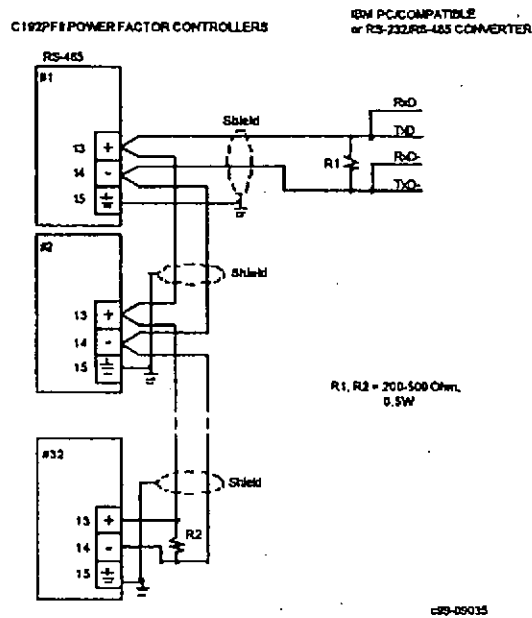 C192PF8 POWER FACTOR CONTROLLERS
IBM PC/COMPATIBLE
or RS-232/RS-485 CONVERTER
RS-485
#1
13 +
14 -
15
Shield
R1
RxD
TxD
RxD-
TxD-
#2
13 +
14 -
15
Shield
R1, R2 = 200-500 Ohm,
0.5W
#32
13 +
14 -
15
Shield
R2
c99-09035